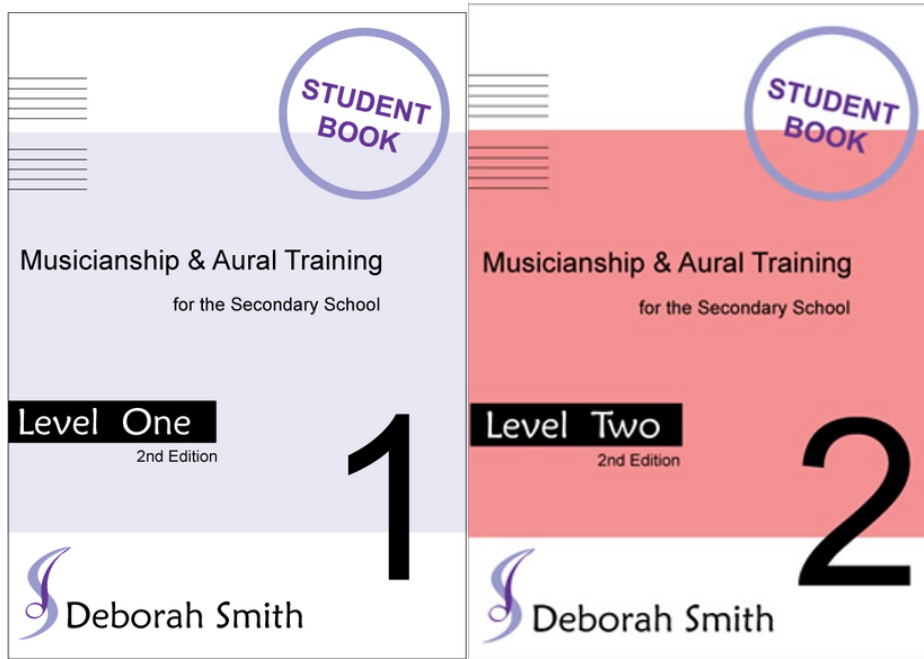 STUDENT
BOOK
Musicianship & Aural Training
for the Secondary School
Level One
2nd Edition
1
Deborah Smith
STUDENT
BOOK
Musicianship & Aural Training
for the Secondary School
Level Two
2nd Edition
2
Deborah Smith